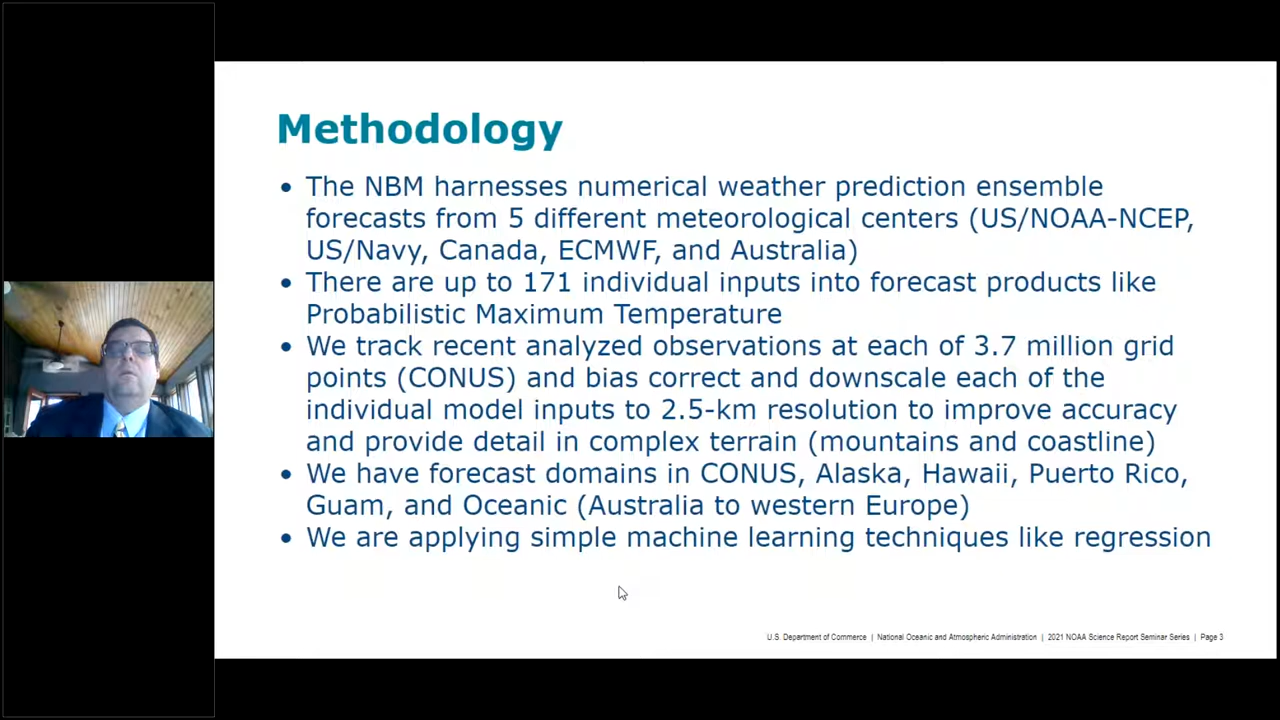 Methodology
• The NBM harnesses numerical weather prediction ensemble
forecasts from 5 different meteorological centers (US/NOAA-NCEP,
US/Navy, Canada, ECMWF, and Australia)
• There are up to 171 individual inputs into forecast products like
Probabilistic Maximum Temperature
• We track recent analyzed observations at each of 3.7 million grid
points (CONUS) and bias correct and downscale each of the
individual model inputs to 2.5-km resolution to improve accuracy
and provide detail in complex terrain (mountains and coastline)
• We have forecast domains in CONUS, Alaska, Hawaii, Puerto Rico,
Guam, and Oceanic (Australia to western Europe)
• We are applying simple machine learning techniques like regression
U.S. Department of Commerce | National Oceanic and Atmospheric Administration | 2021 NOAA Science Report Seminar Series | Page 3